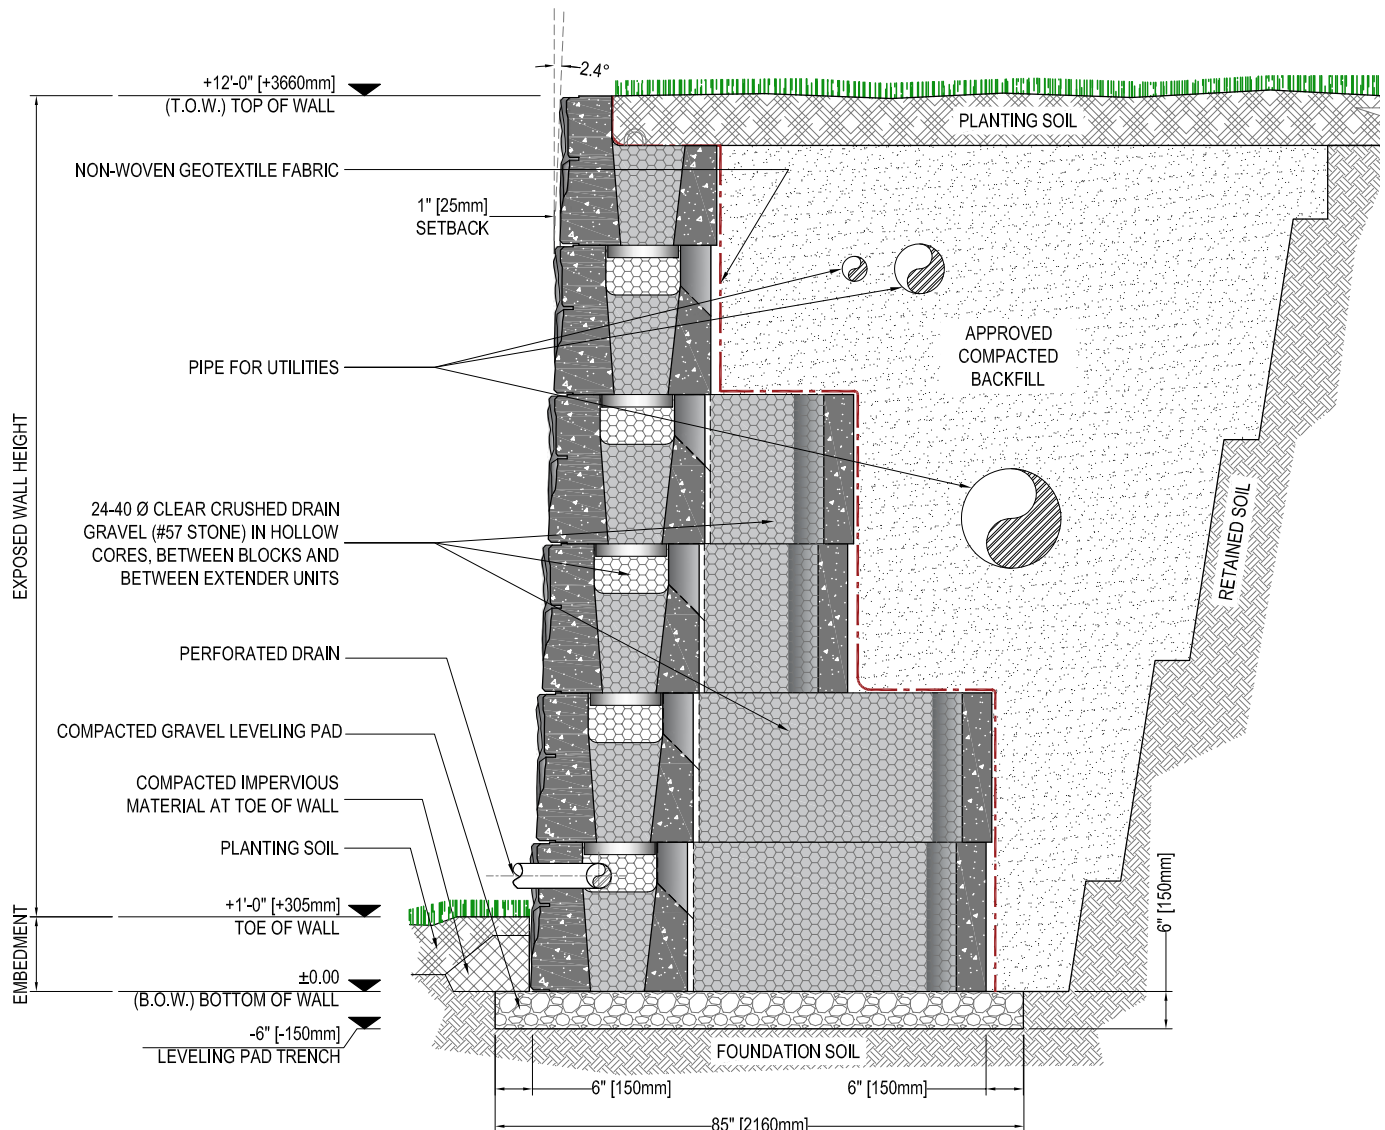 2.4°
+12'-0" [+3660mm]
(T.O.W.) TOP OF WALL
PLANTING SOIL
NON-WOVEN GEOTEXTILE FABRIC
1" [25mm]
SETBACK
APPROVED
COMPACTED
BACKFILL
PIPE FOR UTILITIES
EXPOSED WALL HEIGHT
24-40 Ø CLEAR CRUSHED DRAIN
GRAVEL (#57 STONE) IN HOLLOW
CORES, BETWEEN BLOCKS AND
BETWEEN EXTENDER UNITS
RETAINED SOIL
PERFORATED DRAIN
COMPACTED GRAVEL LEVELING PAD
COMPACTED IMPERVIOUS
MATERIAL AT TOE OF WALL
PLANTING SOIL
+1'-0" [+305mm]
TOE OF WALL
6" [150mm]
EMBEDMENT
±0.00
(B.O.W.) BOTTOM OF WALL
-6" [-150mm]
LEVELING PAD TRENCH
FOUNDATION SOIL
6" [150mm]
6" [150mm]
85" [2160mm]